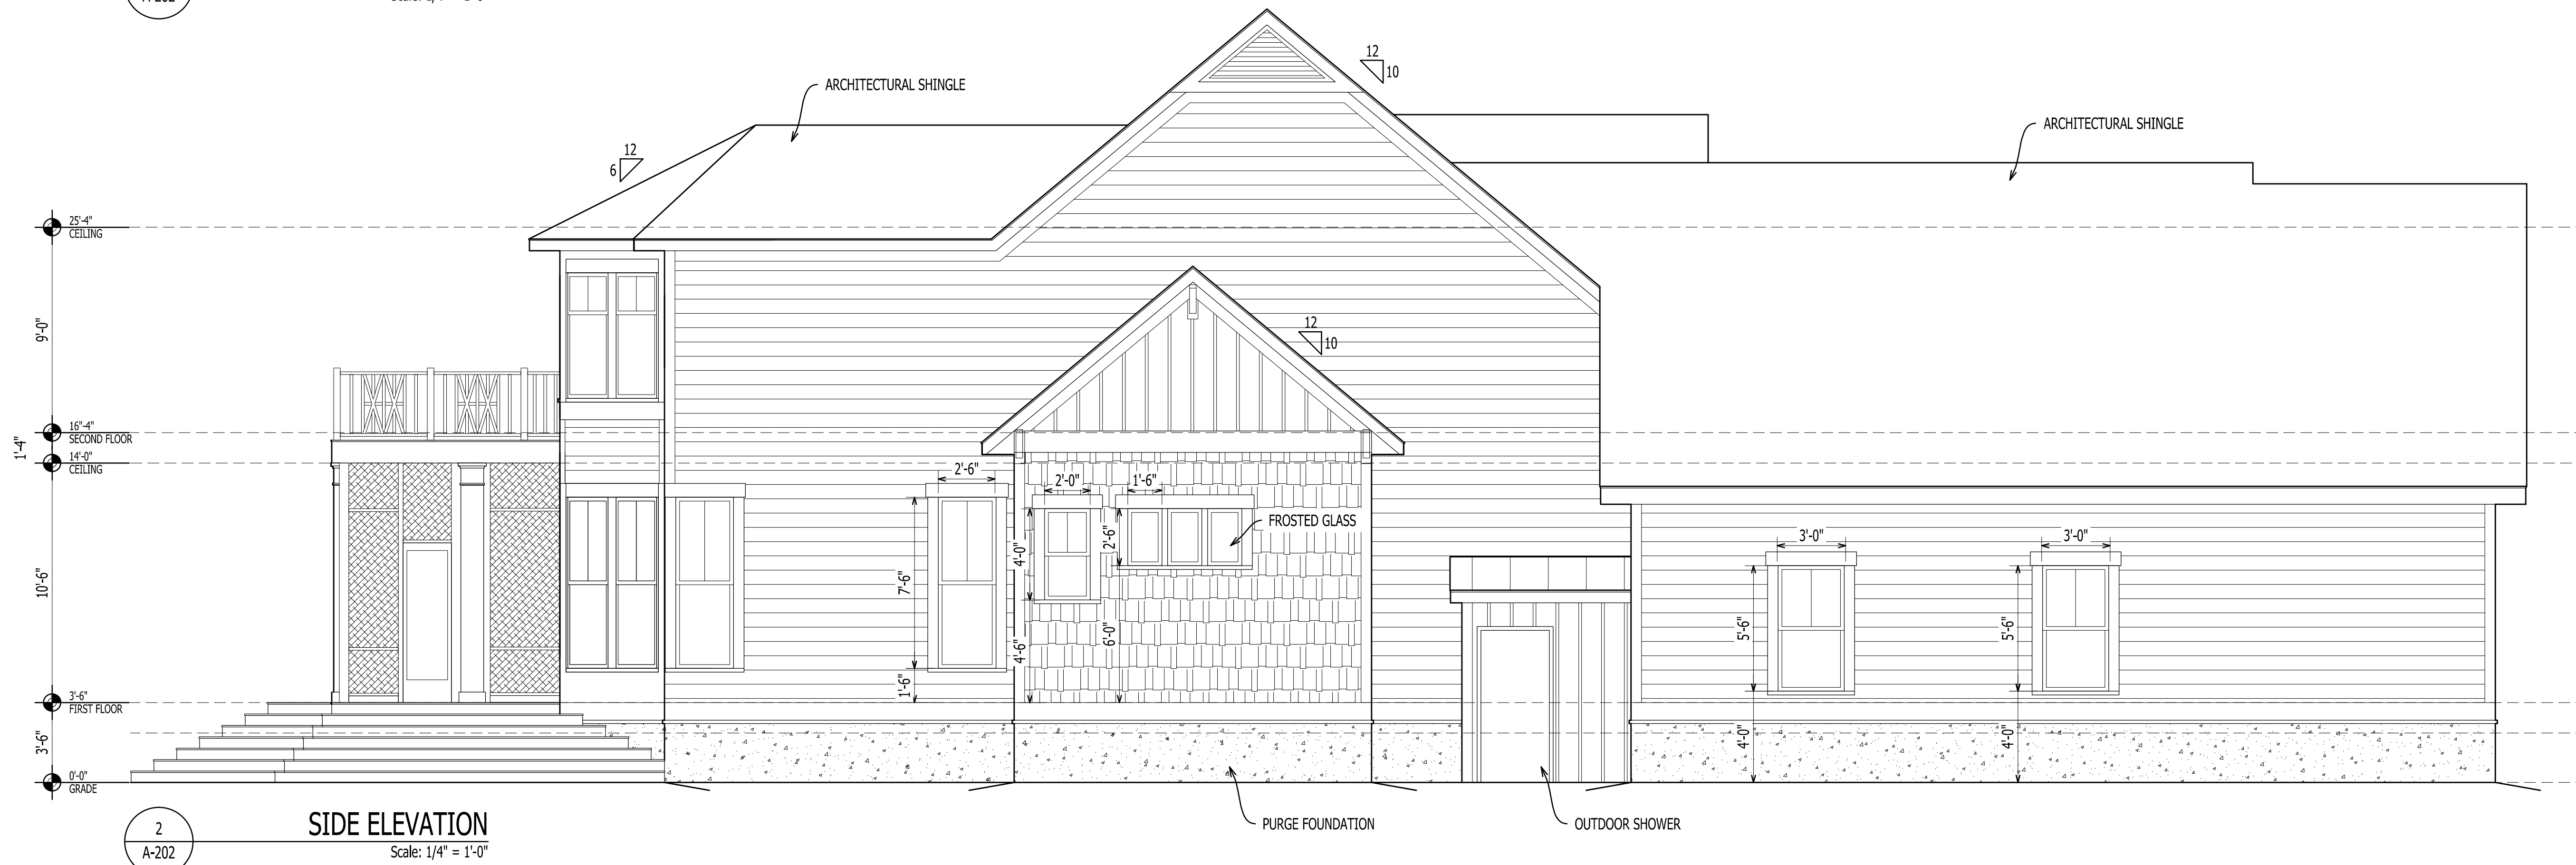 A-202
12
10
ARCHITECTURAL SHINGLE
ARCHITECTURAL SHINGLE
12
6
25'-4"
CEILING
9'-0"
12
10
16"-4"
SECOND FLOOR
1'-4"
14'-0"
CEILING
2'-6"
2'-0"
1'-6"
FROSTED GLASS
2'-6"
4'-0"
3'-0"
3'-0"
7'-6"
10'-6"
5'-6"
5'-6"
6'-0"
4'-6"
1'-6"
3'-6"
FIRST FLOOR
3'-6"
4'-0"
4'-0"
0'-0"
GRADE
2
A-202
SIDE ELEVATION
Scale: 1/4" = 1'-0"
PURGE FOUNDATION
OUTDOOR SHOWER